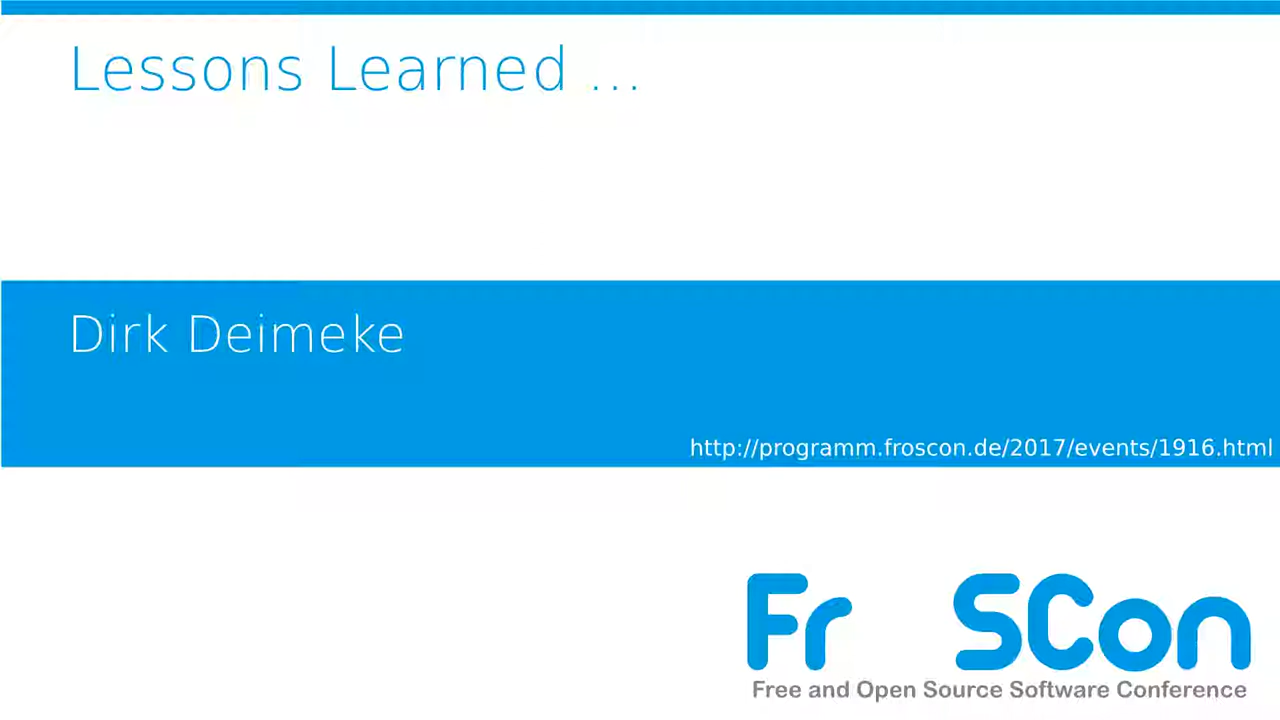 Lessons Learned ...
Dirk Deimeke
http://programm.froscon.de/2017/events/1916.html
Fr SCon
Free and Open Source Software Conference